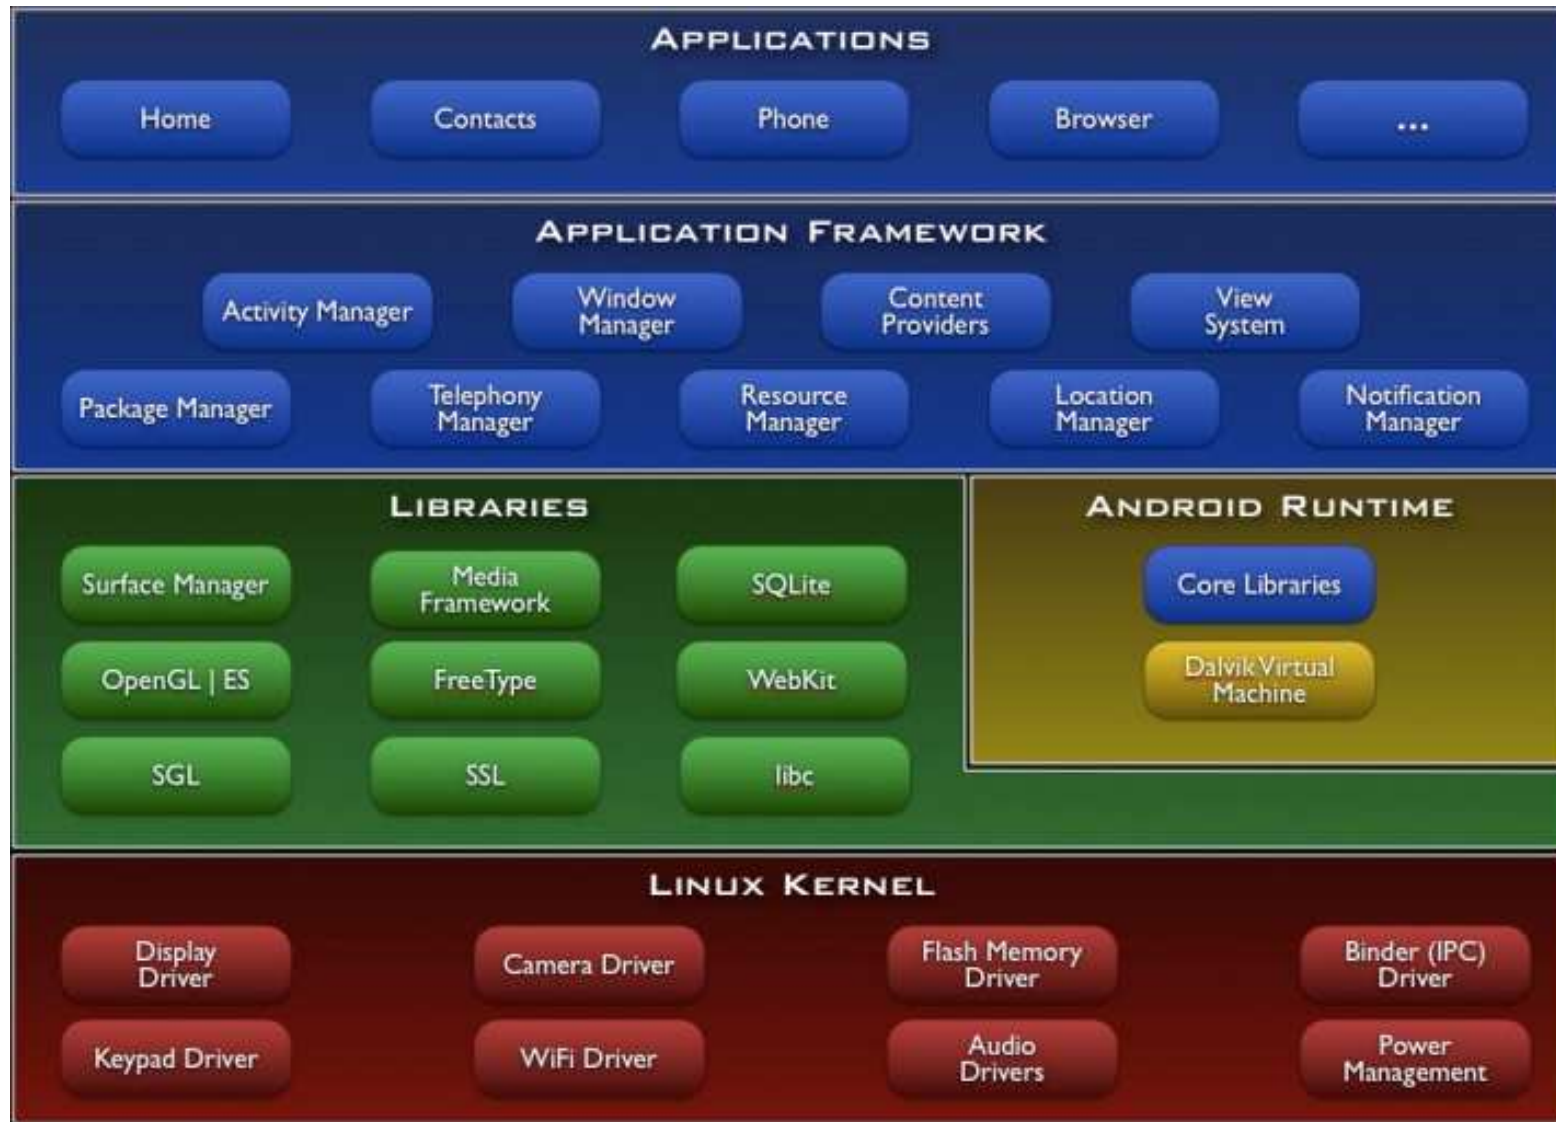 APPLICATIONS
Home
Contacts
Phone
Browser
...
APPLICATION FRAMEWORK
Activity Manager
Window
Manager
Content
Providers
View
System
Package Manager
Telephony
Manager
Resource
Manager
Location
Manager
Notification
Manager
LIBRARIES
Surface Manager
Media
Framework
SQLite
OpenGL | ES
FreeType
WebKit
SGL
SSL
libc
ANDROID RUNTIME
Core Libraries
Dalvik Virtual
Machine
LINUX KERNEL
Display
Driver
Camera Driver
Flash Memory
Driver
Binder (IPC)
Driver
Keypad Driver
WiFi Driver
Audio
Drivers
Power
Management